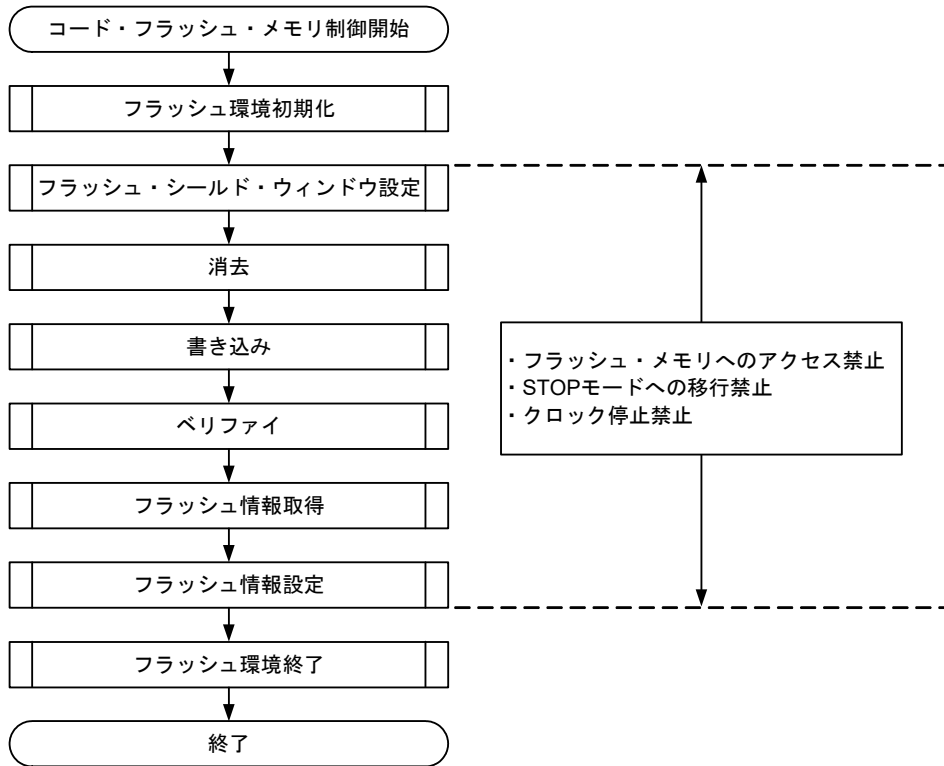 コード・フラッシュ・メモリ制御開始
フラッシュ環境初期化
フラッシュ・シールド・ウィンドウ設定
消去
書き込み
ベリファイ
フラッシュ情報取得
フラッシュ情報設定
フラッシュ環境終了
終了
・フラッシュ・メモリへのアクセス禁止
・STOPモードへの移行禁止
・クロック停止禁止